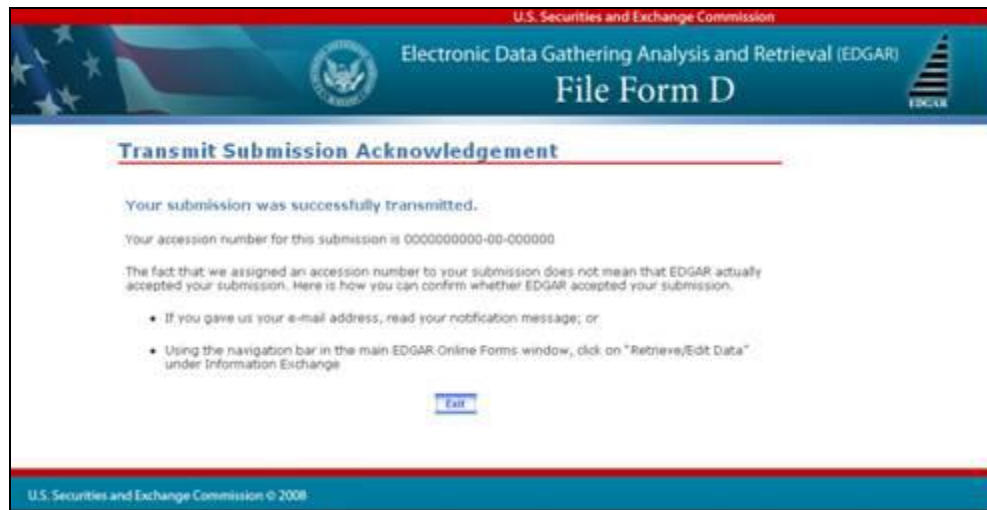 U.S. Securities and Exchange Commission
Electronic Data Gathering Analysis and Retrieval (EDGAR)
File Form D
EDGAR
Transmit Submission Acknowledgement
Your submission was successfully transmitted.
Your accession number for this submission is 0000000000-00-000000
The fact that we assigned an accession number to your submission does not mean that EDGAR actually
accepted your submission. Here is how you can confirm whether EDGAR accepted your submission.
• If you gave us your e-mail address, read your notification message; or
• Using the navigation bar in the main EDGAR Online Forms window, click on "Retrieve/Edit Data"
under Information Exchange
Exit
U.S. Securities and Exchange Commission © 2008